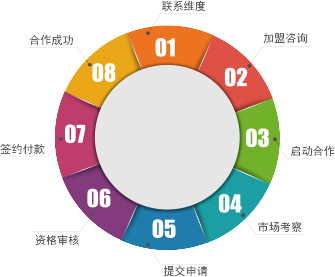 联系维度
01
加盟咨询
02
03
启动合作
04
市场考察
05
提交申请
06
资格审核
07
签约付款
08
合作成功